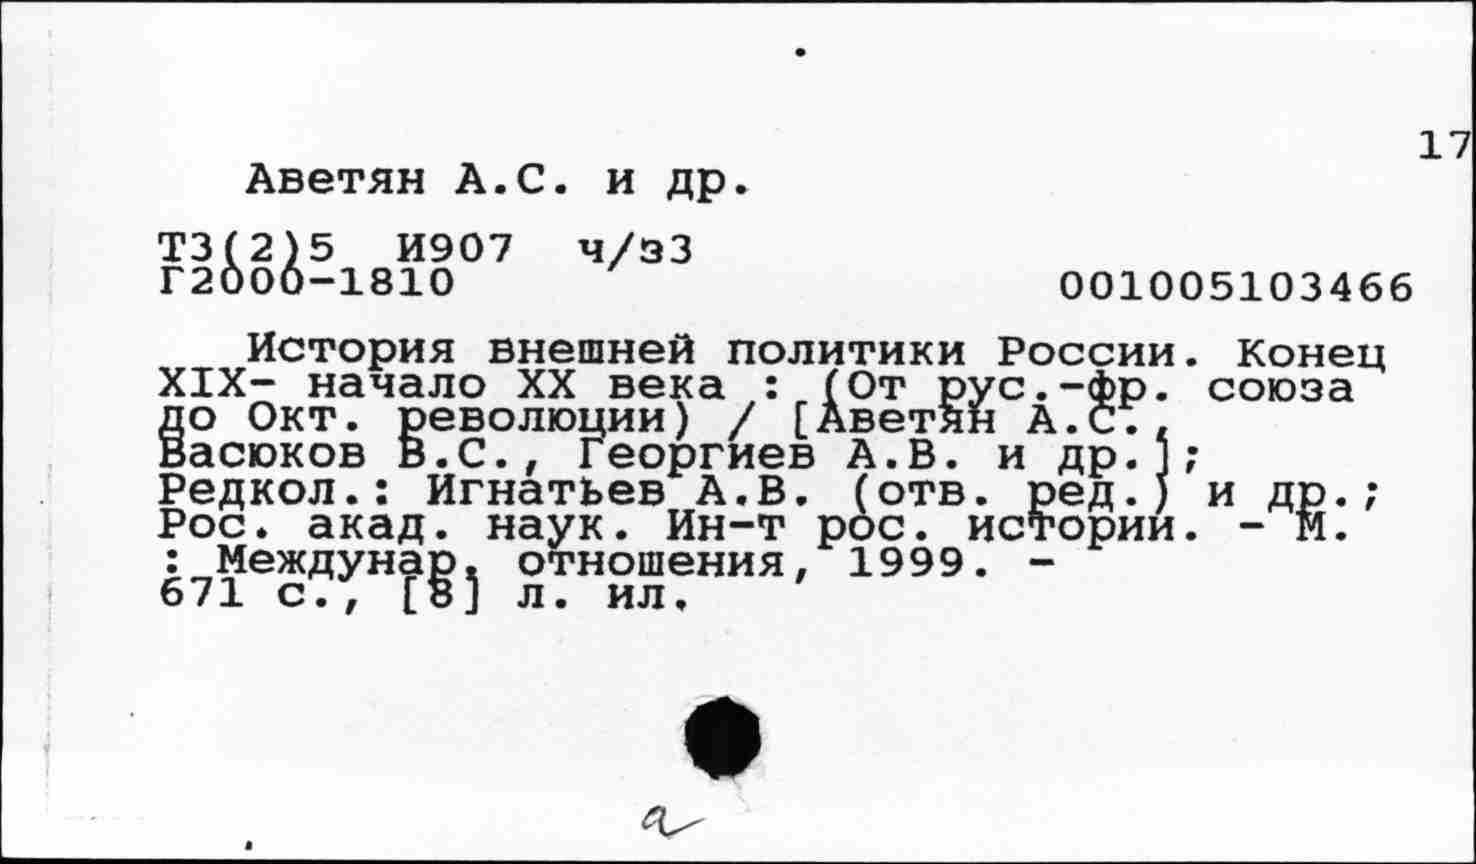 17
Аветян А.С. и др.
Т3(2)5 И907 ч/з3
Г2000-1810 001005103466
История внешней политики России. Конец
XIX- начало XX века : (От рус.-фр. союза
до Окт. революции) / [Аветян А.С.,
Васюков В.С., Георгиев А.В. и др.];
Редкол.: Игнатьев А.В. (отв. ред.) и др.;
Рос. акад. наук. Ин-т рос. истории. - М.
: Междунар. отношения, 1999. -
671 с., [8] л. ил.
а